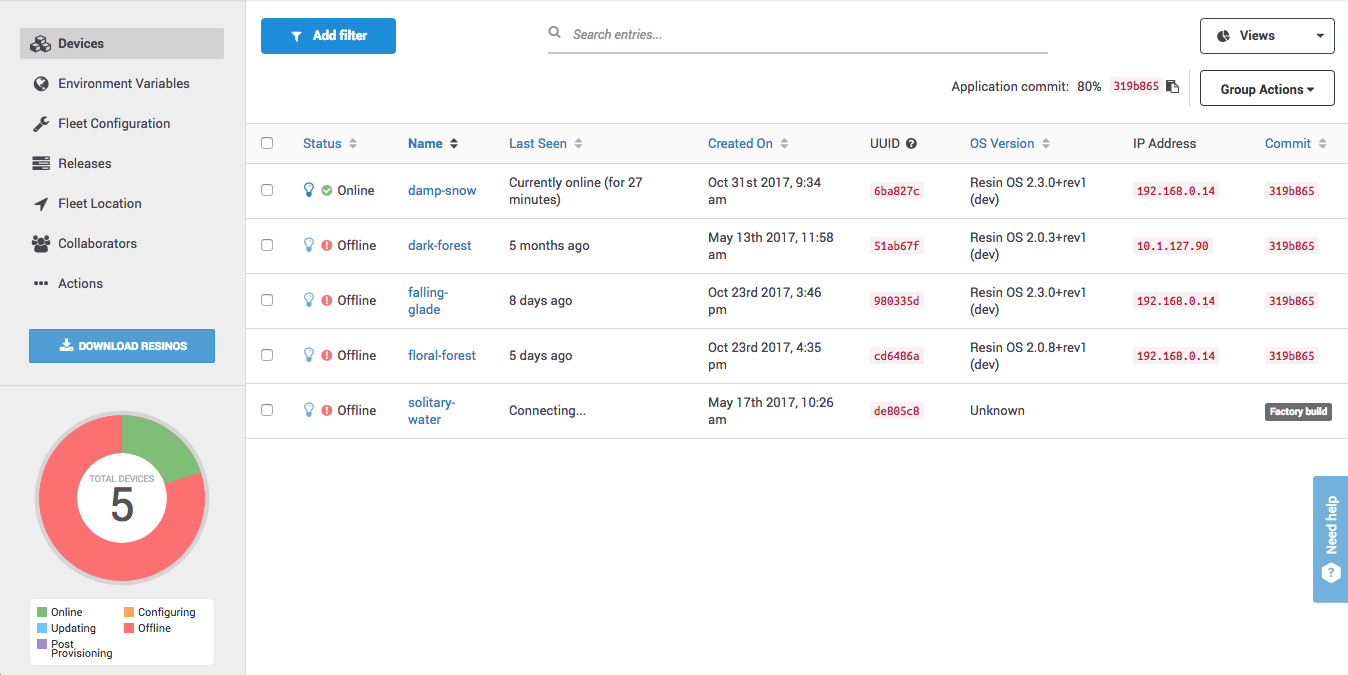 Devices
Environment Variables
Fleet Configuration
Releases
Fleet Location
Collaborators
Actions
DOWNLOAD RESINOS
TOTAL DEVICES
5
Online
Configuring
Updating
Offline
Post
Provisioning
Add filter
Search entries...
Views
Application commit: 80% 319b865
Group Actions
Status Name Last Seen Created On UUID ? OS Version IP Address Commit
Online damp-snow Currently online (for 27 minutes) Oct 31st 2017, 9:34 am 6ba827c Resin OS 2.3.0+rev1 (dev) 192.168.0.14 319b865
Offline dark-forest 5 months ago May 13th 2017, 11:58 am 51ab67f Resin OS 2.0.3+rev1 (dev) 10.1.127.90 319b865
Offline falling-glade 8 days ago Oct 23rd 2017, 3:46 pm 980335d Resin OS 2.3.0+rev1 (dev) 192.168.0.14 319b865
Offline floral-forest 5 days ago Oct 23rd 2017, 4:35 pm cd6486a Resin OS 2.0.8+rev1 (dev) 192.168.0.14 319b865
Offline solitary-water Connecting... May 17th 2017, 10:26 am de805c8 Unknown Factory build
Need help
?